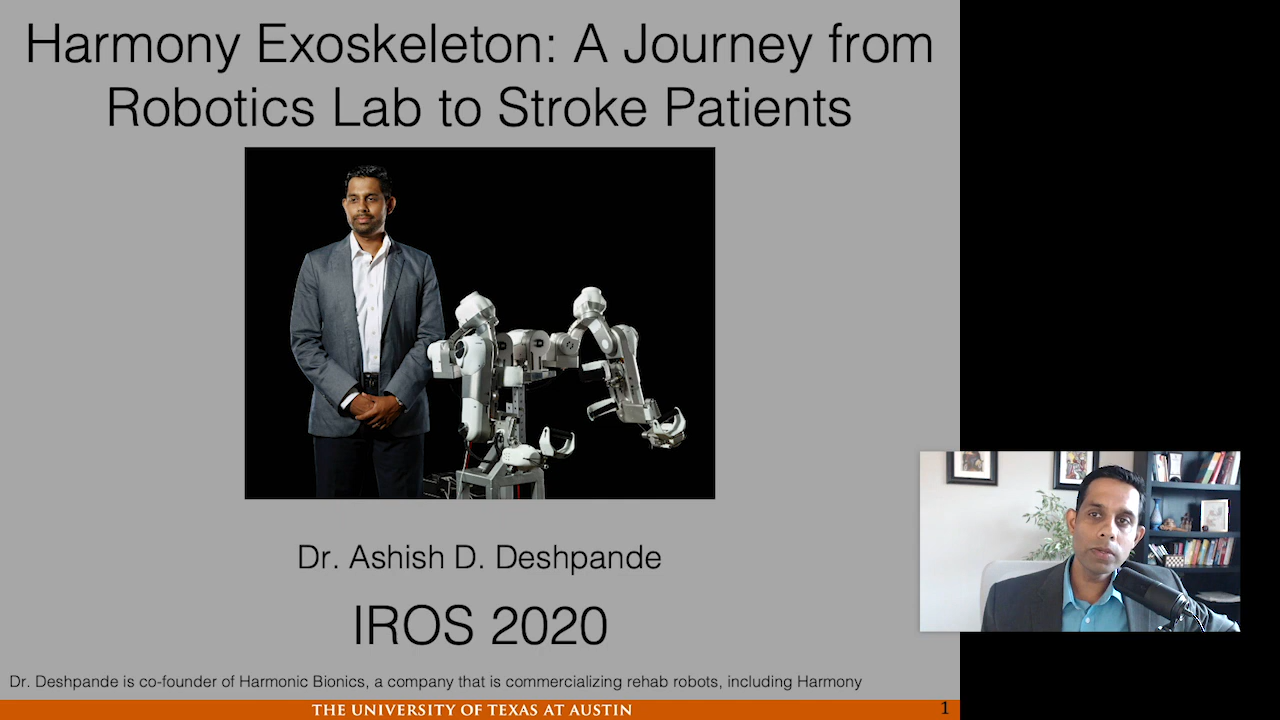 Harmony Exoskeleton: A Journey from
Robotics Lab to Stroke Patients
Dr. Ashish D. Deshpande
IROS 2020
Dr. Deshpande is co-founder of Harmonic Bionics, a company that is commercializing rehab robots, including Harmony
THE UNIVERSITY OF TEXAS AT AUSTIN
1